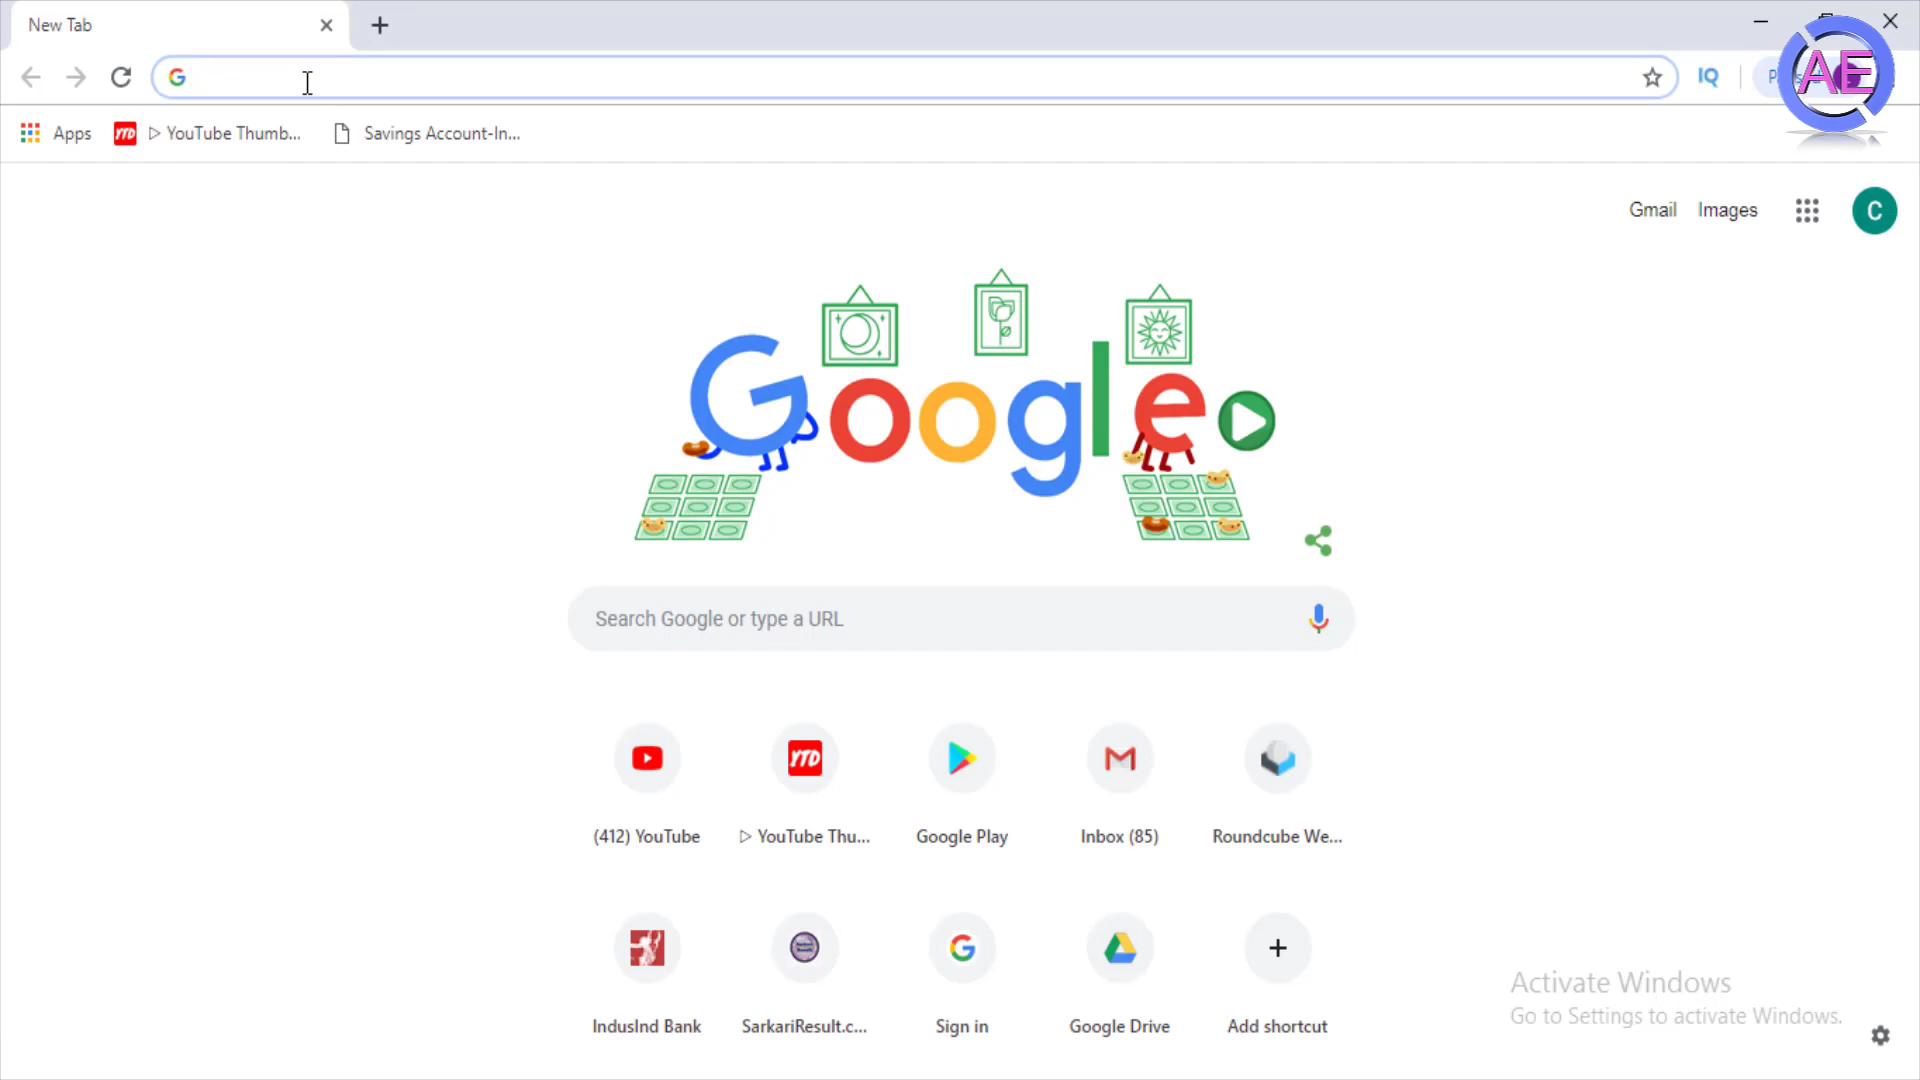 New Tab
IQ
AE
Apps
YTD
▷ YouTube Thumb...
Savings Account-In...
Gmail
Images
C
Google
Search Google or type a URL
YTD
(412) YouTube
▷ YouTube Thu...
Google Play
Inbox (85)
Roundcube We...
IndusInd Bank
SarkariResult.c...
Sign in
Google Drive
Add shortcut
Activate Windows
Go to Settings to activate Windows.